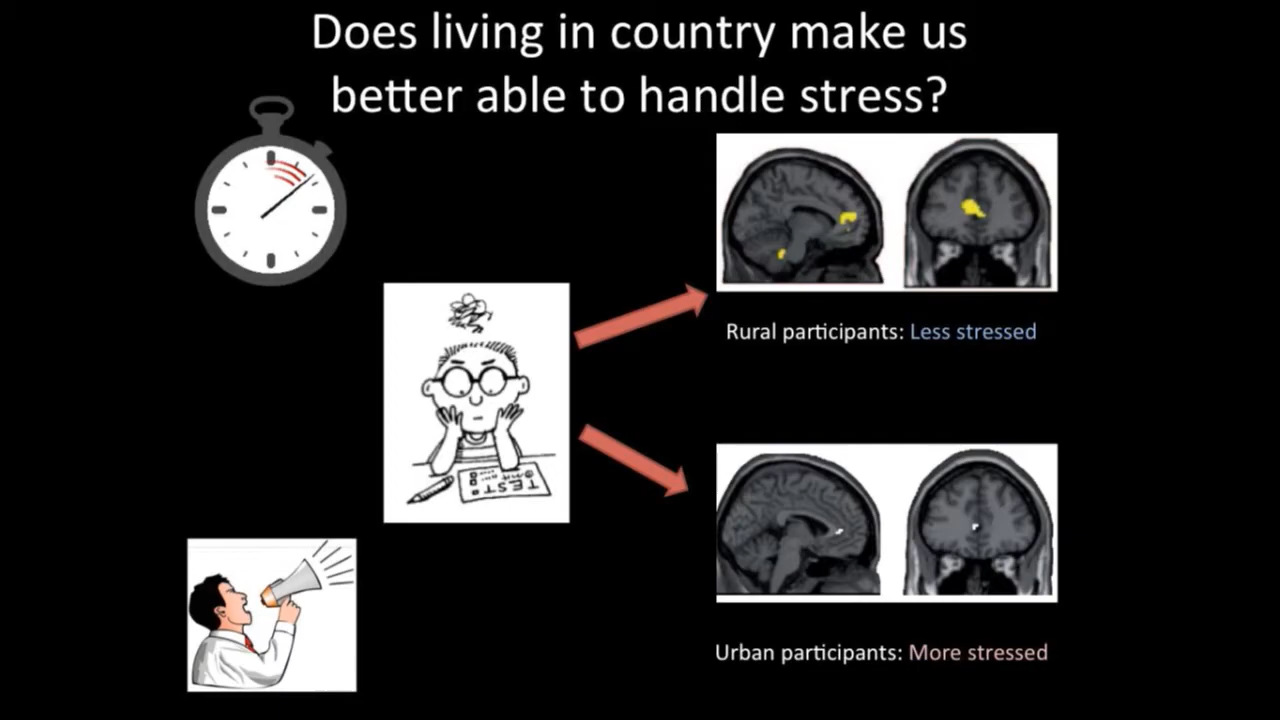 Does living in country make us
better able to handle stress?
Rural participants: Less stressed
TEST
Urban participants: More stressed